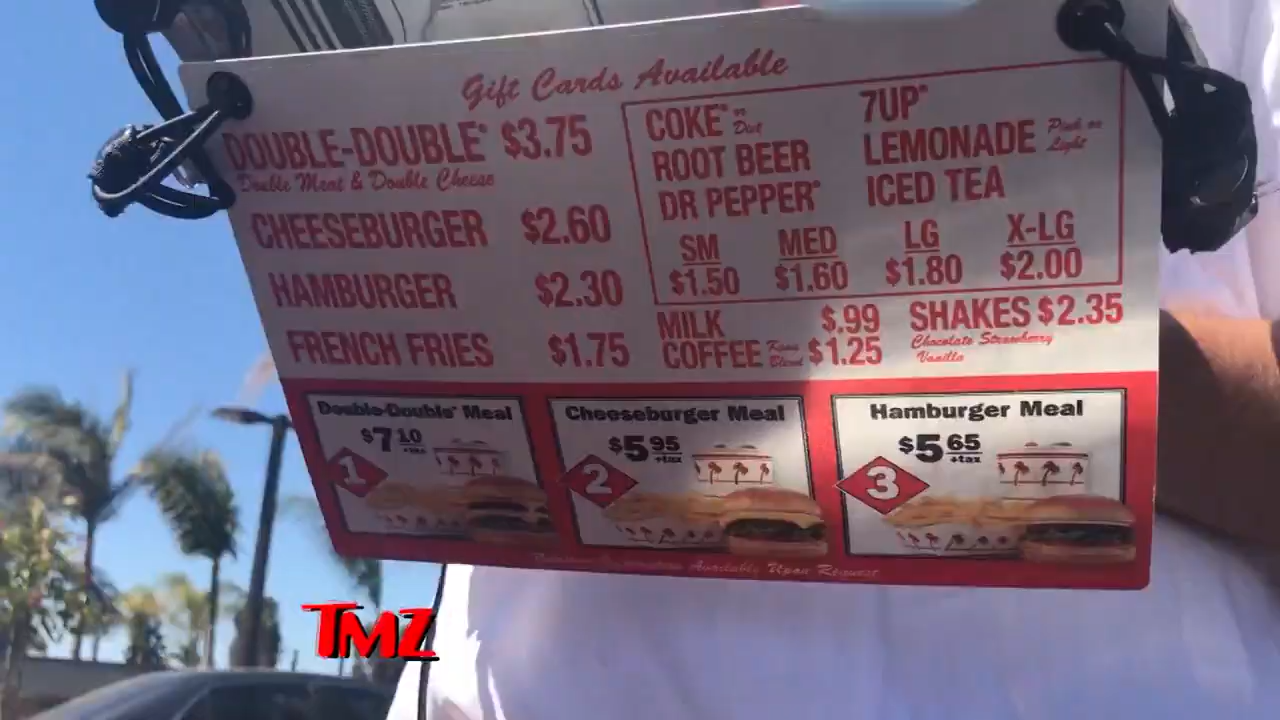 Gift Cards Available
DOUBLE-DOUBLE® $3.75
Double Meat & Double Cheese
CHEESEBURGER $2.60
HAMBURGER $2.30
FRENCH FRIES $1.75
COKE® or Diet
ROOT BEER
DR PEPPER®
7UP®
LEMONADE Pink or Light
ICED TEA
SM MED LG X-LG
$1.50 $1.60 $1.80 $2.00
MILK $.99
COFFEE $1.25
SHAKES $2.35
Chocolate Strawberry
Vanilla
Double-Double® Meal
$7 10 +tax
1
Cheeseburger Meal
$5 95 +tax
2
Hamburger Meal
$5 65 +tax
3
Available Upon Request
TMZ